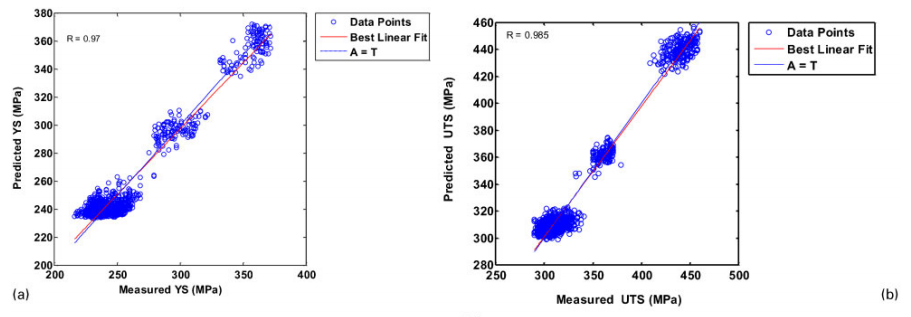 R = 0.97
Data Points
Best Linear Fit
A = T
Predicted YS (MPa)
380
360
340
320
300
280
260
240
220
200
200
250
300
350
400
Measured YS (MPa)
(a)
R = 0.985
Data Points
Best Linear Fit
A = T
Predicted UTS (MPa)
460
440
420
400
380
360
340
320
300
280
250
300
350
400
450
500
Measured UTS (MPa)
(b)